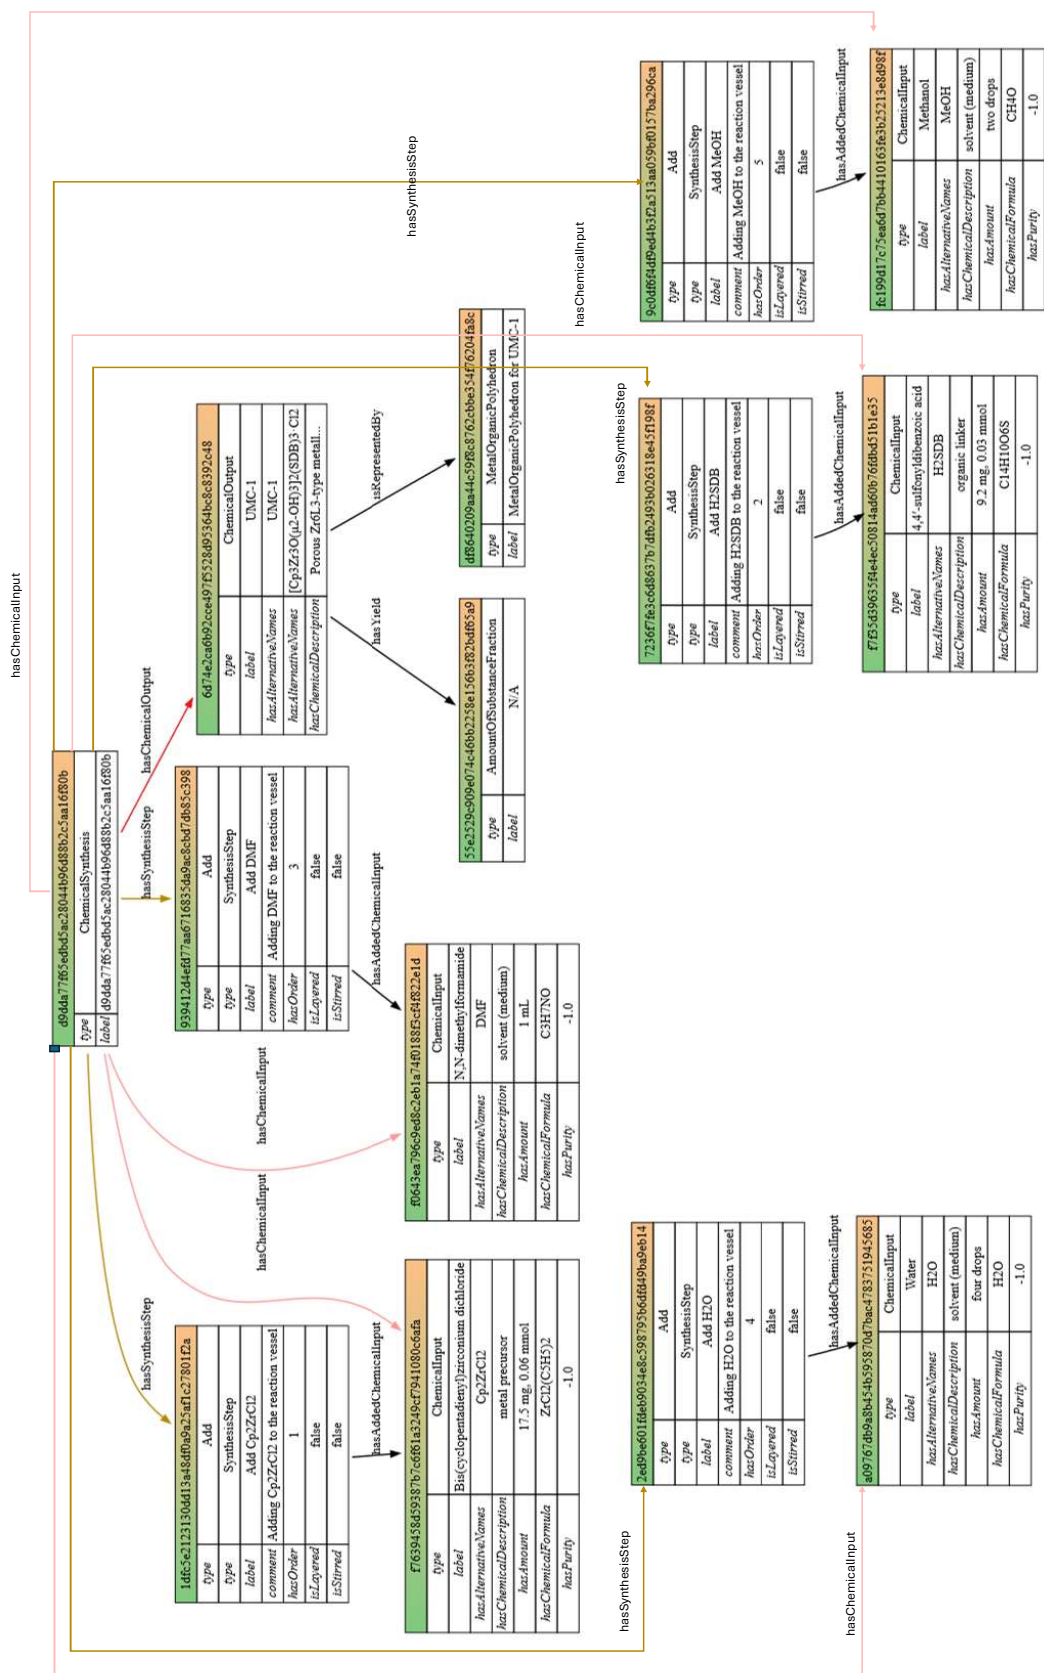 hasChemicalInput
d9dda77f65edbd5ac28044b96d88b2c5aa16f80b
type ChemicalSynthesis
label d9dda77f65edbd5ac28044b96d88b2c5aa16f80b
hasSynthesisStep
hasSynthesisStep
hasChemicalOutput
hasChemicalInput
hasChemicalInput
hasSynthesisStep
hasChemicalInput
1dfc5e2123130dd13a48df0a9a25af1c27801f2a
type Add
type SynthesisStep
label Add Cp2ZrCl2
comment Adding Cp2ZrCl2 to the reaction vessel
hasOrder 1
isLayered false
isStirred false
hasAddedChemicalInput
939412d4efd77aa6716835da9ac8cbd7db85c398
type Add
type SynthesisStep
label Add DMF
comment Adding DMF to the reaction vessel
hasOrder 3
isLayered false
isStirred false
hasAddedChemicalInput
6d74e2ca6b92cce497f5528d95364bc8c8392c48
type ChemicalOutput
label UMC-1
hasAlternativeNames UMC-1
hasAlternativeNames [Cp3Zr3O(μ2-OH)3]2(SDB)3·Cl2
hasChemicalDescription Porous Zr6L3-type metall...
hasYield
isRepresentedBy
f7639458d59387b7c6f61a3249cf7941080c6afa
type ChemicalInput
label Bis(cyclopentadienyl)zirconium dichloride
hasAlternativeNames Cp2ZrCl2
hasChemicalDescription metal precursor
hasAmount 17.5 mg, 0.06 mmol
hasChemicalFormula ZrCl2(C5H5)2
hasPurity -1.0
f0643ea796c9ed8c2eb1a74f0188f3cf4f822e1d
type ChemicalInput
label N,N-dimethylformamide
hasAlternativeNames DMF
hasChemicalDescription solvent (medium)
hasAmount 1 mL
hasChemicalFormula C3H7NO
hasPurity -1.0
55e2529c909e074c46bb2258e156b3f826df65a9
type AmountOfSubstanceFraction
label N/A
df8640209aa44c59f8c8762cbbe354f76204fa8c
type MetalOrganicPolyhedron
label MetalOrganicPolyhedron for UMC-1
hasSynthesisStep
hasSynthesisStep
hasChemicalInput
2ed9be601fdeb9034e8c598795b6dfd49ba9eb14
type Add
type SynthesisStep
label Add H2O
comment Adding H2O to the reaction vessel
hasOrder 4
isLayered false
isStirred false
hasAddedChemicalInput
7236f7fe3c6d8637b7dfb2493b02631 8e45f198f
type Add
type SynthesisStep
label Add H2SDB
comment Adding H2SDB to the reaction vessel
hasOrder 2
isLayered false
isStirred false
hasAddedChemicalInput
9c0df6f4df9ed4b3f2a513aa059bf0157ba296ca
type Add
type SynthesisStep
label Add MeOH
comment Adding MeOH to the reaction vessel
hasOrder 5
isLayered false
isStirred false
hasAddedChemicalInput
hasChemicalInput
a09767db9a8b454b595870d7bac4783751945685
type ChemicalInput
label Water
hasAlternativeNames H2O
hasChemicalDescription solvent (medium)
hasAmount four drops
hasChemicalFormula H2O
hasPurity -1.0
f7f35d39635f4e4ec50814ad60b76fdbd51b1e35
type ChemicalInput
label 4,4′-sulfonyldibenzoic acid
hasAlternativeNames H2SDB
hasChemicalDescription organic linker
hasAmount 9.2 mg, 0.03 mmol
hasChemicalFormula C14H10O6S
hasPurity -1.0
fc199d17c75ea6d7bb4410163fe3b25213e8d98f
type ChemicalInput
label Methanol
hasAlternativeNames MeOH
hasChemicalDescription solvent (medium)
hasAmount two drops
hasChemicalFormula CH4O
hasPurity -1.0